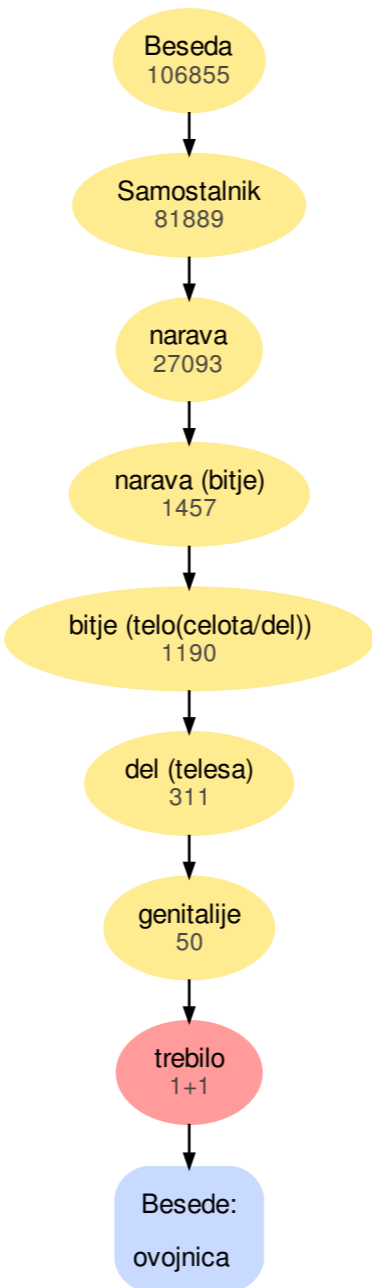 Beseda
106855
Samostalnik
81889
narava
27093
narava (bitje)
1457
bitje (telo(celota/del))
1190
del (telesa)
311
genitalije
50
trebilo
1+1
Besede:
ovojnica